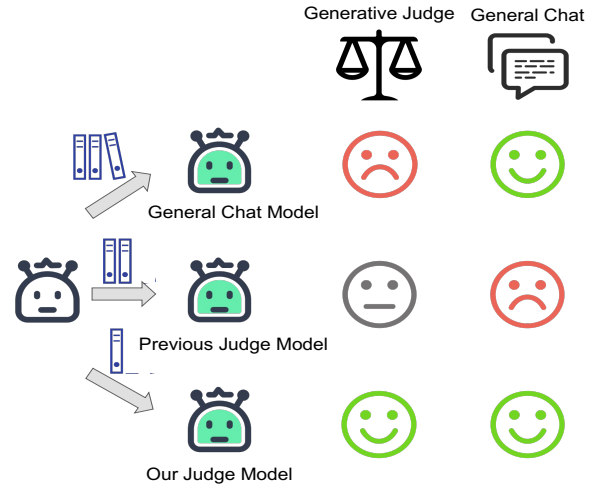 Generative Judge
General Chat
General Chat Model
Previous Judge Model
Our Judge Model